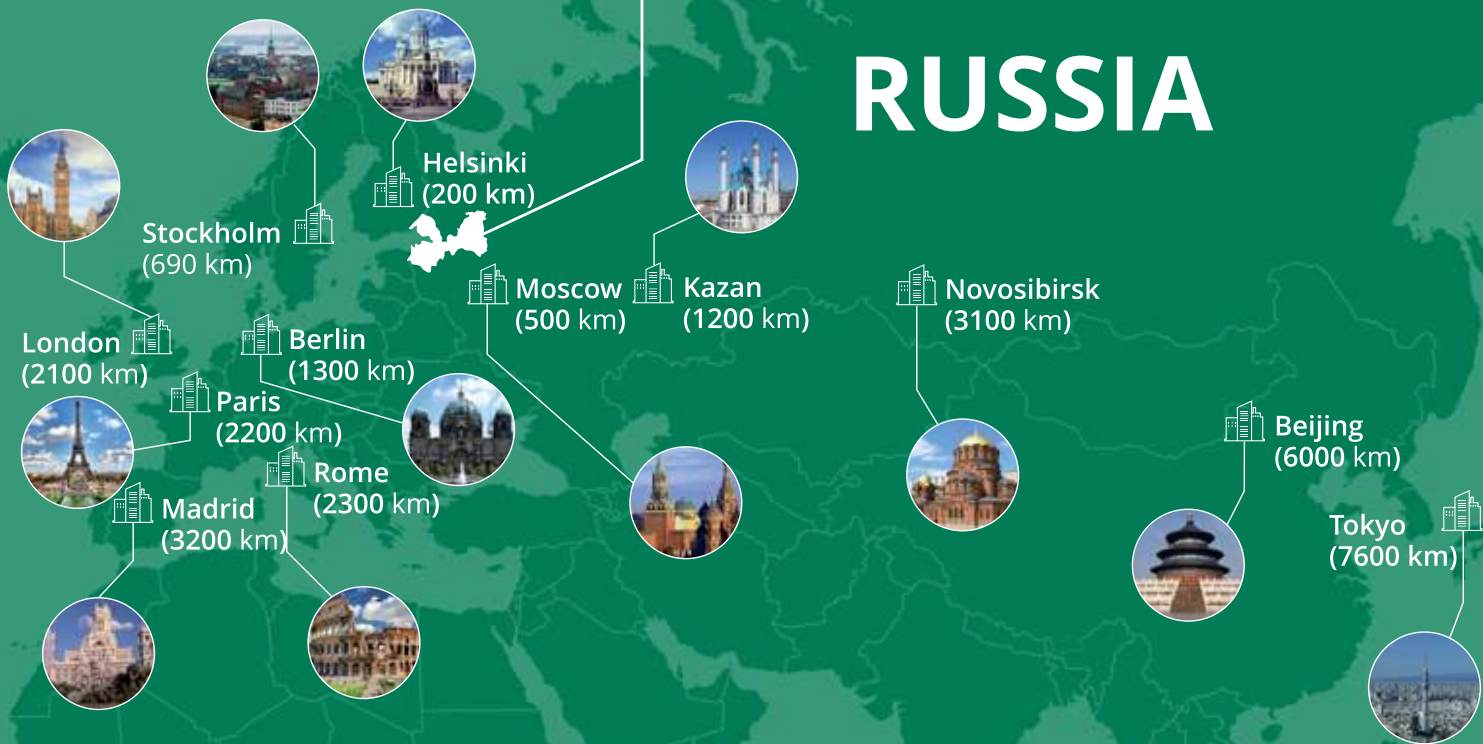 RUSSIA
Helsinki
(200 km)
Stockholm
(690 km)
Moscow
(500 km)
Kazan
(1200 km)
Novosibirsk
(3100 km)
London
(2100 km)
Berlin
(1300 km)
Paris
(2200 km)
Rome
(2300 km)
Madrid
(3200 km)
Beijing
(6000 km)
Tokyo
(7600 km)